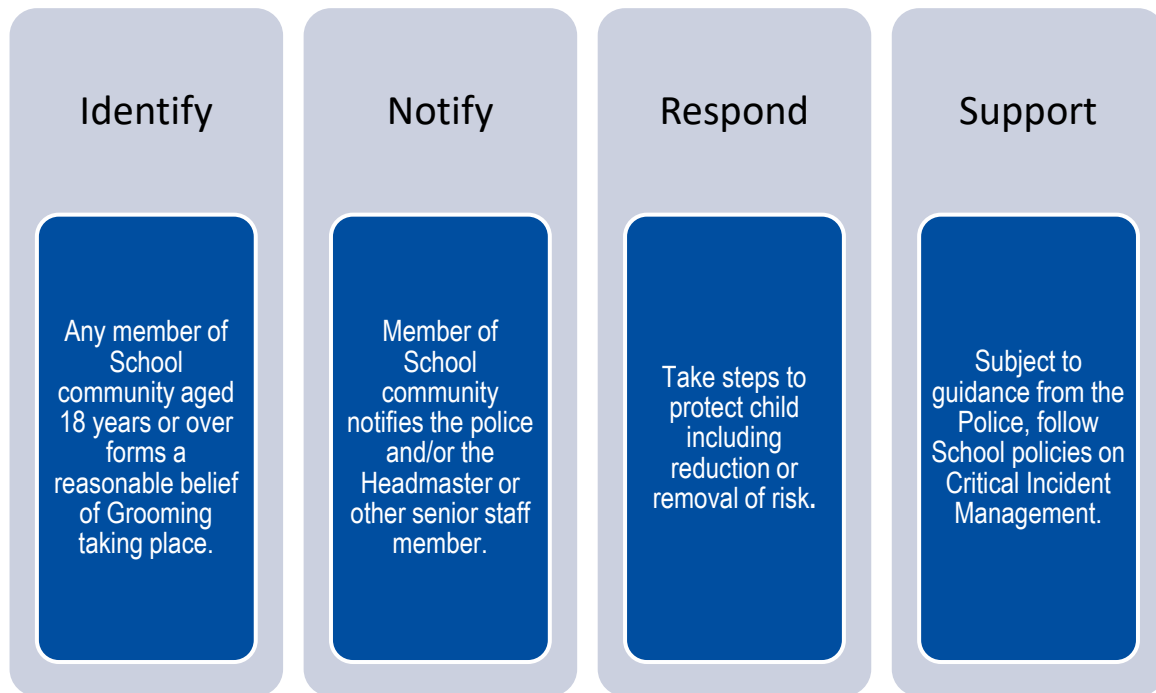 Identify
Any member of
School
community aged
18 years or over
forms a
reasonable belief
of Grooming
taking place.
Notify
Member of
School
community
notifies the police
and/or the
Headmaster or
other senior staff
member.
Respond
Take steps to
protect child
including
reduction or
removal of risk.
Support
Subject to
guidance from the
Police, follow
School policies on
Critical Incident
Management.